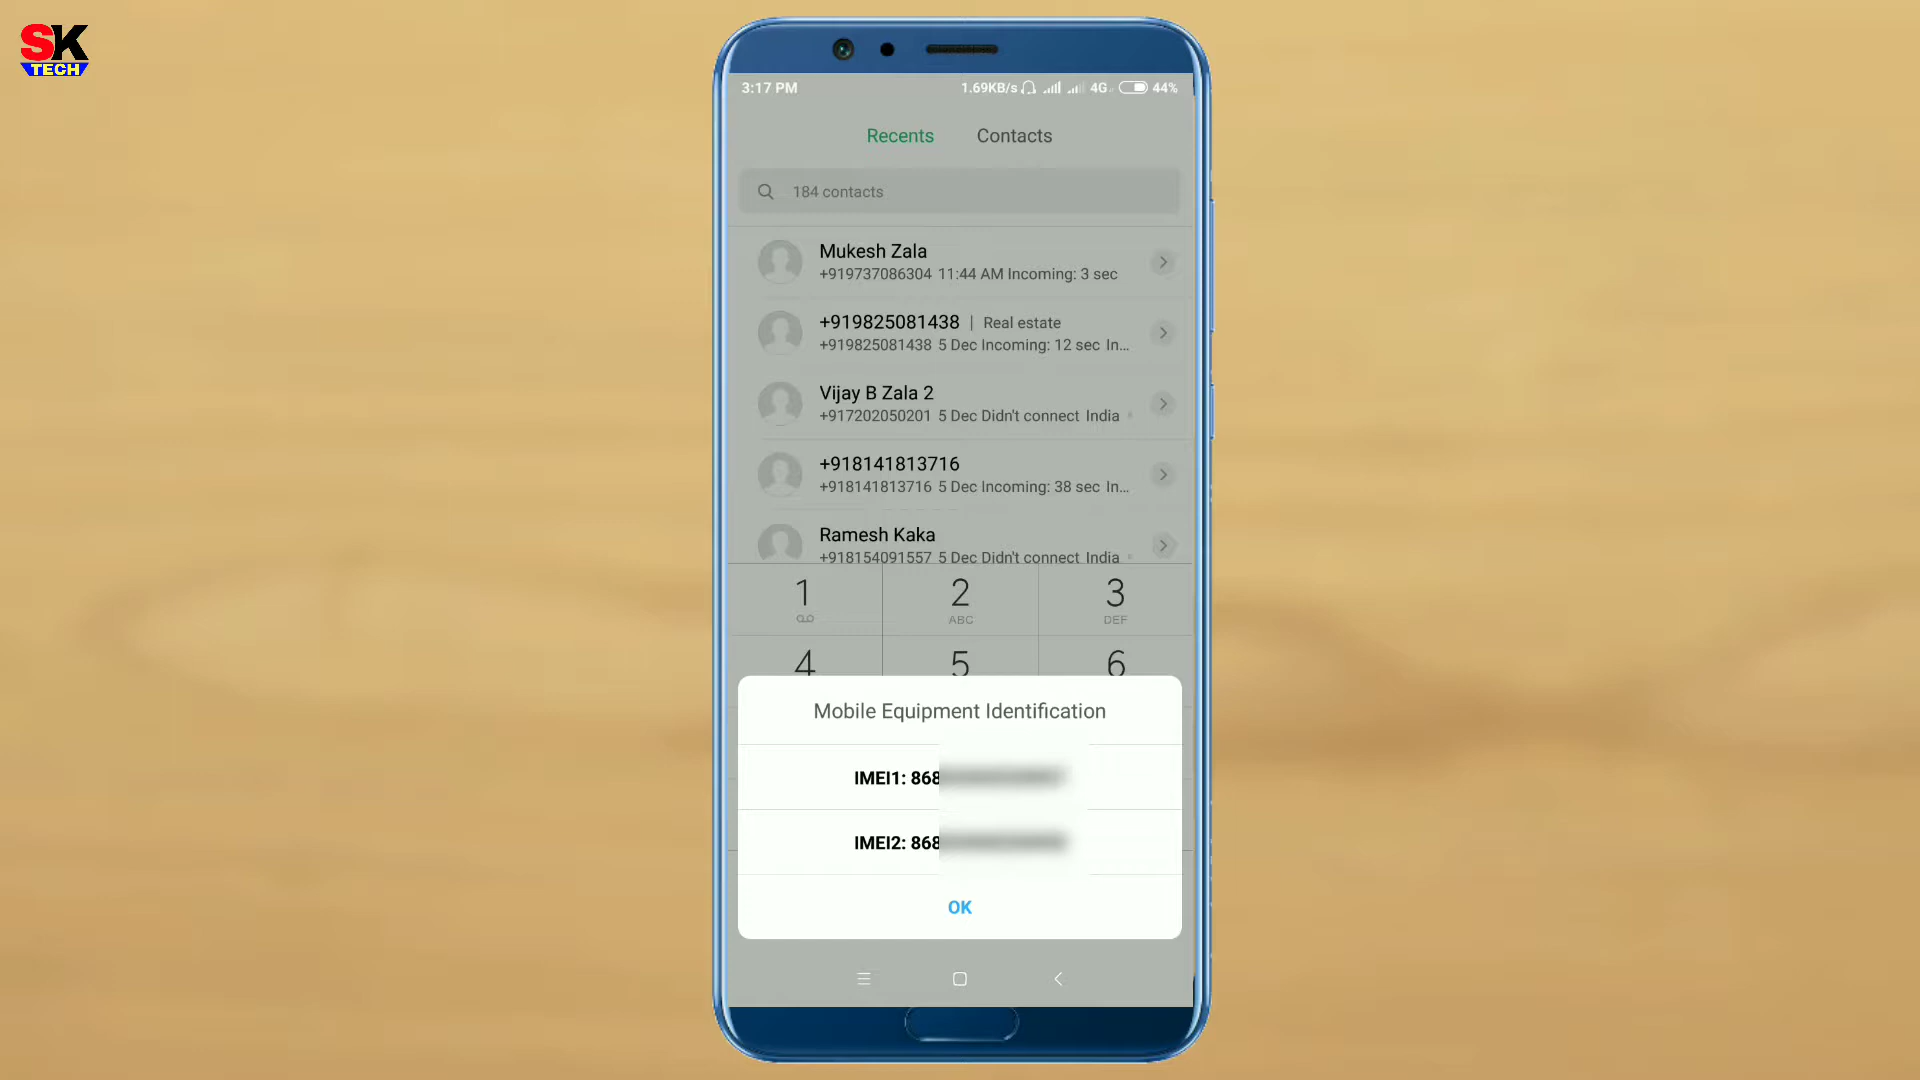 SK
TECH
3:17 PM
1.69KB/s 4G 44%
Recents Contacts
184 contacts
Mukesh Zala
+919737086304 11:44 AM Incoming: 3 sec
+919825081438 | Real estate
+919825081438 5 Dec Incoming: 12 sec In...
Vijay B Zala 2
+917202050201 5 Dec Didn't connect India
+918141813716
+918141813716 5 Dec Incoming: 38 sec In...
Ramesh Kaka
+918154091557 5 Dec Didn't connect India
1 2 3
ABC DEF
4 5 6
Mobile Equipment Identification
IMEI1: 868
IMEI2: 868
OK